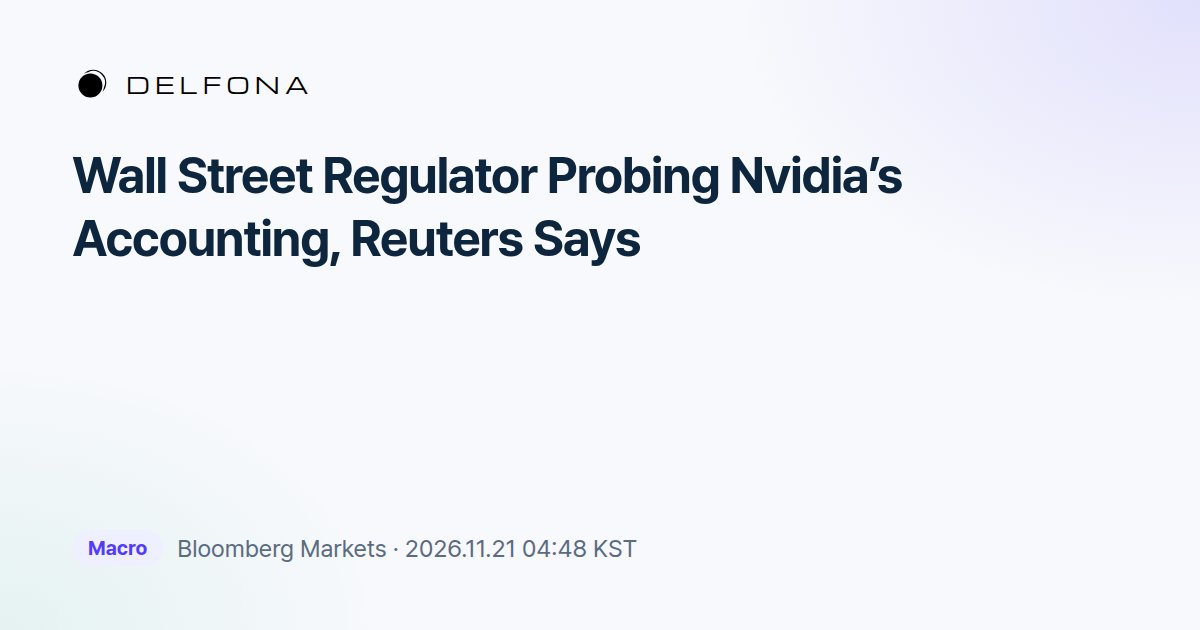 DELFONA
Wall Street Regulator Probing Nvidia’s
Accounting, Reuters Says
Macro Bloomberg Markets · 2026.11.21 04:48 KST